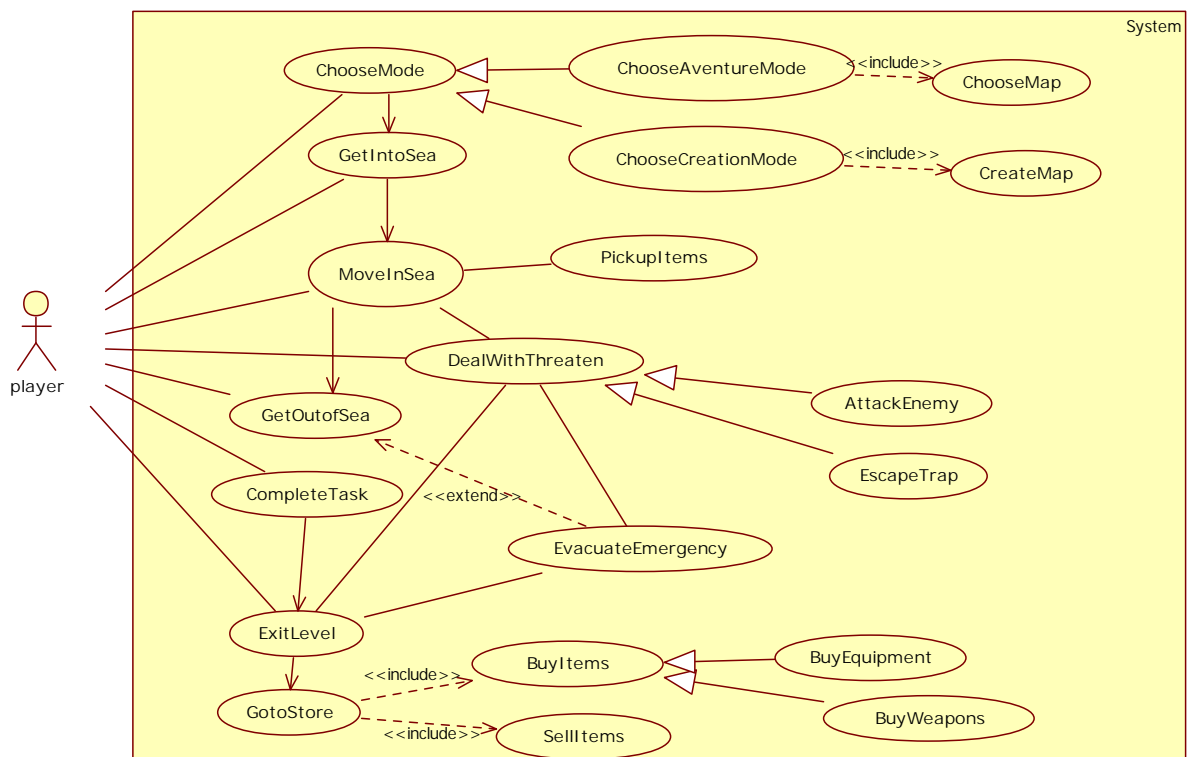 System
ChooseMode
ChooseAventureMode
<<include>>
ChooseMap
GetIntoSea
ChooseCreationMode
<<include>>
CreateMap
MoveInSea
PickupItems
player
DealWithThreaten
AttackEnemy
GetOutofSea
EscapeTrap
CompleteTask
<<extend>>
EvacuateEmergency
ExitLevel
BuyItems
BuyEquipment
<<include>>
GotoStore
BuyWeapons
<<include>>
SellItems